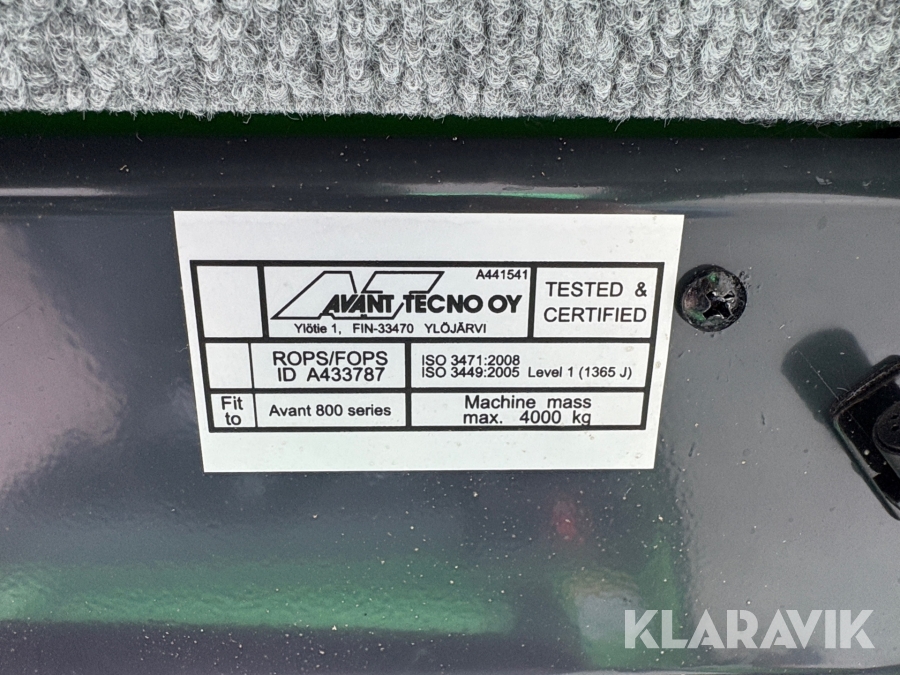 A441541
AVANT TECNO OY
Ylötie 1, FIN-33470 YLÖJÄRVI
TESTED &
CERTIFIED
ROPS/FOPS
ID A433787
ISO 3471:2008
ISO 3449:2005 Level 1 (1365 J)
Fit
to
Avant 800 series
Machine mass
max. 4000 kg
KLARAVIK